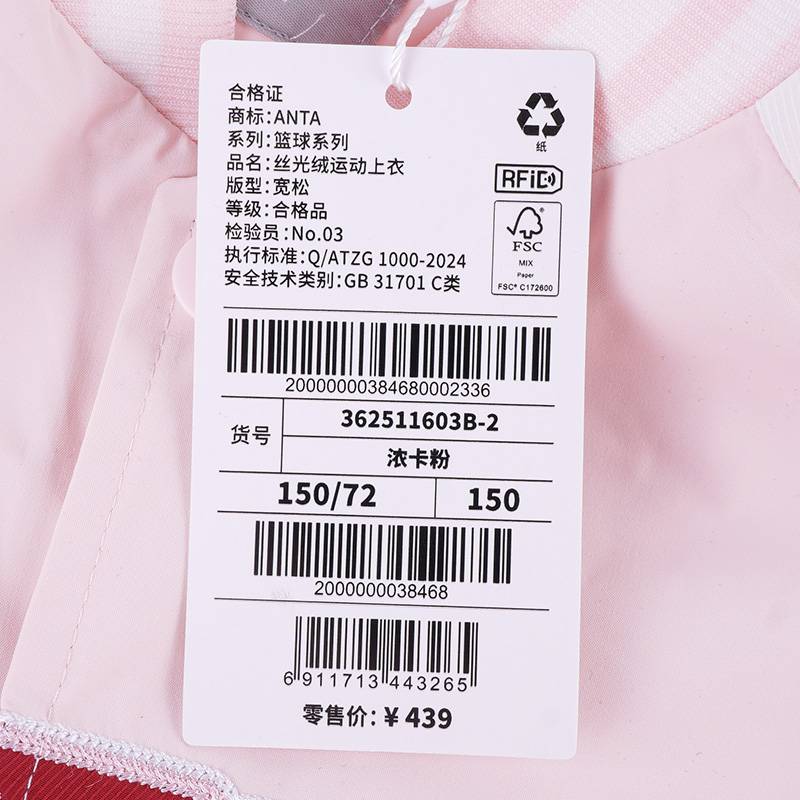 合格证
商标:ANTA
系列:篮球系列
品名:丝光绒运动上衣
版型:宽松
等级:合格品
检验员:No.03
执行标准:Q/ATZG 1000-2024
安全技术类别:GB 31701 C类
纸
RFiD
FSC
MIX
Paper
FSC® C172600
20000000384680002336
货号
362511603B-2
浓卡粉
150/72
150
2000000038468
6 911713 443265
零售价:¥439